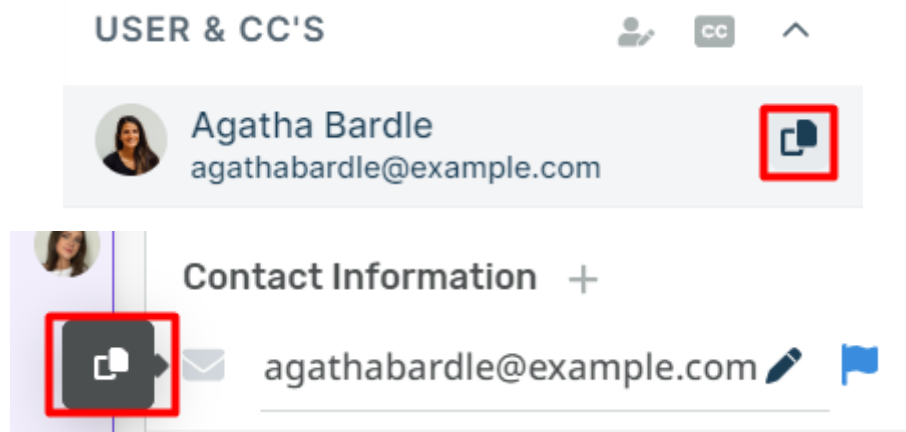 USER & CC'S
CC
Agatha Bardle
agathabardle@example.com
Contact Information
agathabardle@example.com